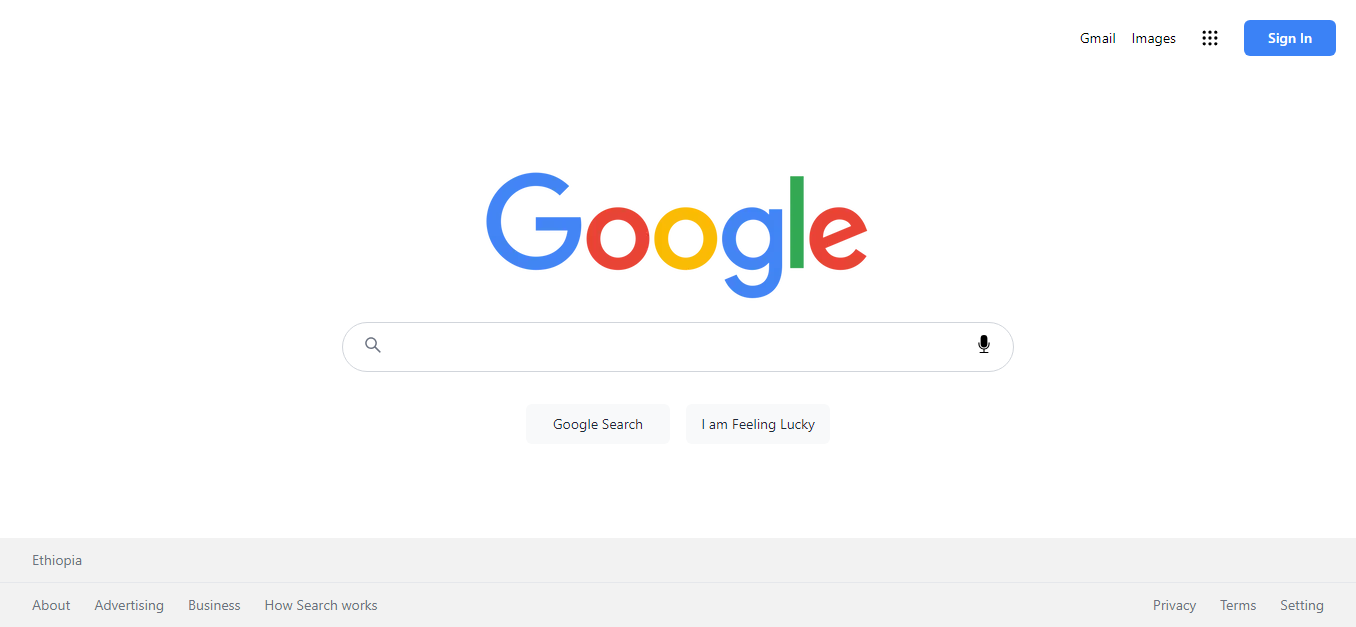 Gmail Images Sign In
Google
Google Search I am Feeling Lucky
Ethiopia
About Advertising Business How Search works Privacy Terms Setting